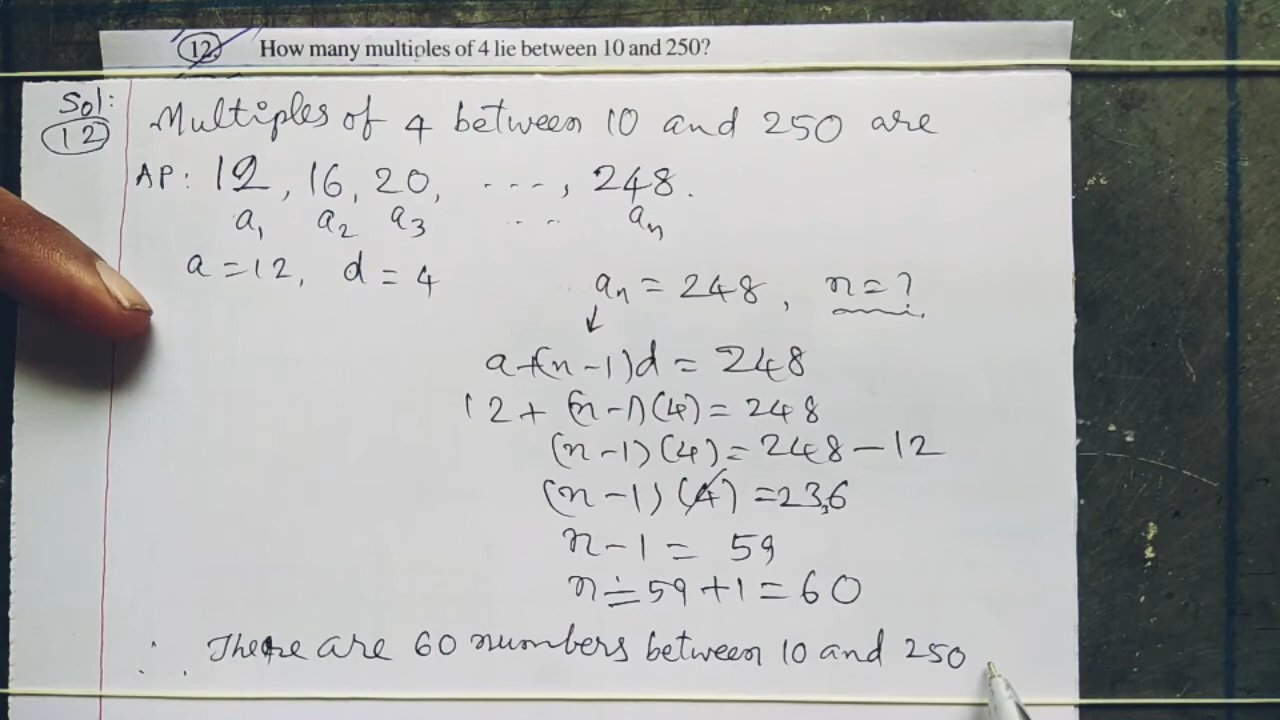 12. How many multiples of 4 lie between 10 and 250?
Sol:
12
Multiples of 4 between 10 and 250 are
AP: 12, 16, 20, ...., 248.
a₁ a₂ a₃ .... aₙ
a = 12, d = 4
aₙ = 248, n = ?
↓
a+(n-1)d = 248
12 + (n-1)(4) = 248
(n-1)(4) = 248 - 12
(n-1)(4) = 236
n-1 = 59
n = 59 + 1 = 60
∴ There are 60 numbers between 10 and 250